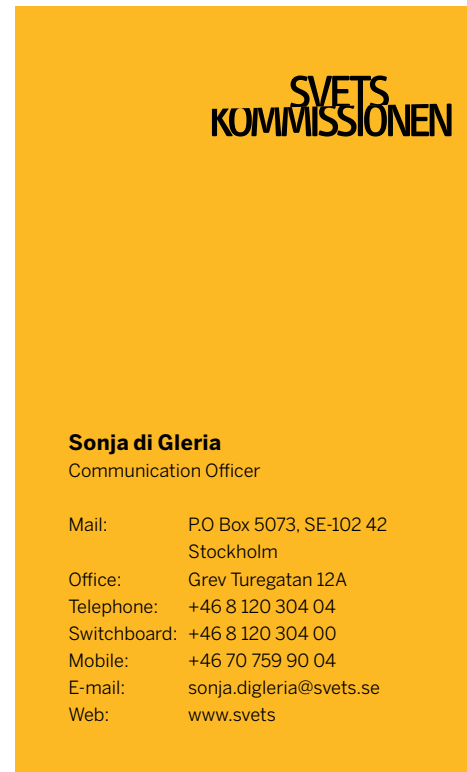 SVETS
KOMMISSIONEN
Sonja di Gleria
Communication Officer
Mail: P.O Box 5073, SE-102 42
Stockholm
Office: Grev Turegatan 12A
Telephone: +46 8 120 304 04
Switchboard: +46 8 120 304 00
Mobile: +46 70 759 90 04
E-mail: sonja.digleria@svets.se
Web: www.svets